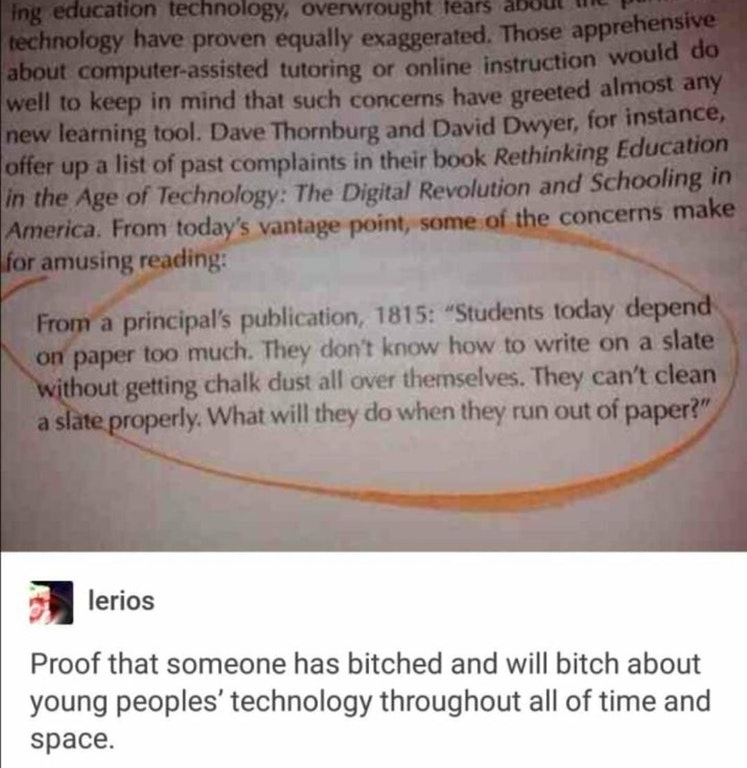 ing education technology, overwrought fears about the
technology have proven equally exaggerated. Those apprehensive
about computer-assisted tutoring or online instruction would do
well to keep in mind that such concerns have greeted almost any
new learning tool. Dave Thornburg and David Dwyer, for instance,
offer up a list of past complaints in their book Rethinking Education
in the Age of Technology: The Digital Revolution and Schooling in
America. From today's vantage point, some of the concerns make
for amusing reading:
From a principal's publication, 1815: "Students today depend
on paper too much. They don't know how to write on a slate
without getting chalk dust all over themselves. They can't clean
a slate properly. What will they do when they run out of paper?"
lerios
Proof that someone has bitched and will bitch about
young peoples' technology throughout all of time and
space.